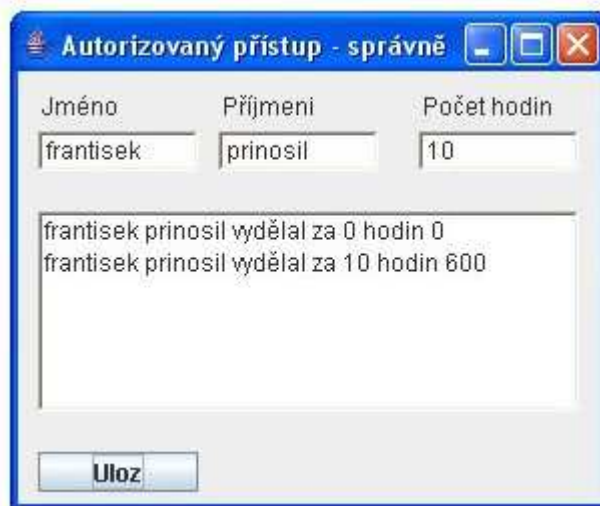 Autorizovaný přístup - správně
Jméno Příjmeni Počet hodin
frantisek prinosil 10
frantisek prinosil vydělal za 0 hodin 0
frantisek prinosil vydělal za 10 hodin 600
Uloz